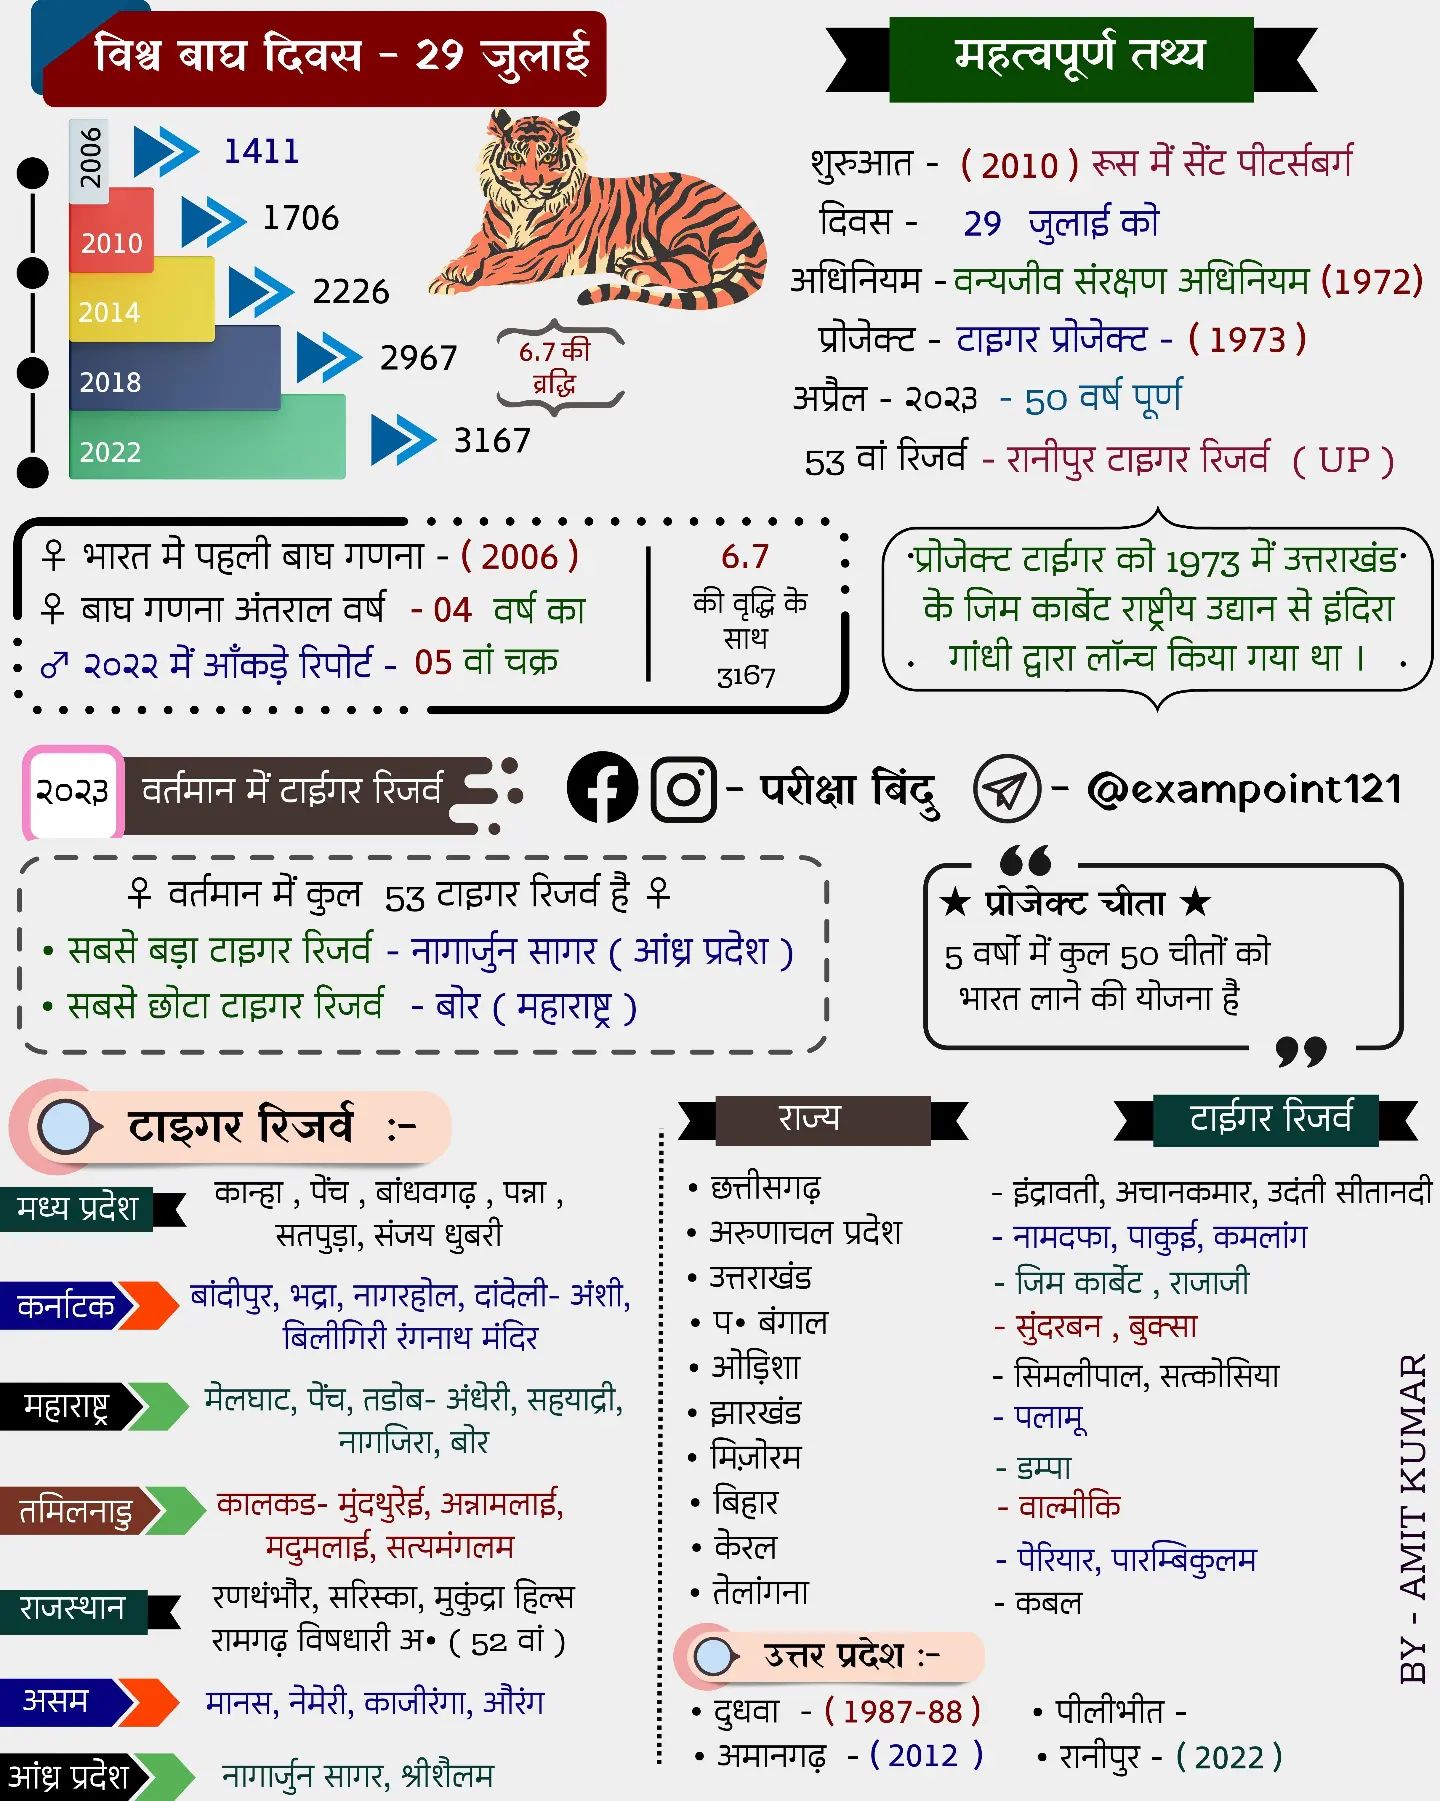 विश्व बाघ दिवस - 29 जुलाई
2006
1411
2010
1706
2014
2226
2018
2967
2022
3167
6.7 की
व्रद्धि
महत्वपूर्ण तथ्य
शुरुआत - ( 2010 ) रूस में सेंट पीटर्सबर्ग
दिवस - 29 जुलाई को
अधिनियम - वन्यजीव संरक्षण अधिनियम (1972)
प्रोजेक्ट - टाइगर प्रोजेक्ट - ( 1973 )
अप्रैल - २०२३ - 50 वर्ष पूर्ण
53 वां रिजर्व - रानीपुर टाइगर रिजर्व ( UP )
♀ भारत मे पहली बाघ गणना - ( 2006 )
♀ बाघ गणना अंतराल वर्ष - 04 वर्ष का
♂ २०२२ में आँकड़े रिपोर्ट - 05 वां चक्र
6.7
की वृद्धि के
साथ
3167
प्रोजेक्ट टाईगर को 1973 में उत्तराखंड
के जिम कार्बेट राष्ट्रीय उद्यान से इंदिरा
गांधी द्वारा लॉन्च किया गया था ।
२०२३ वर्तमान में टाईगर रिजर्व
- परीक्षा बिंदु
- @exampoint121
♀ वर्तमान में कुल 53 टाइगर रिजर्व है ♀
• सबसे बड़ा टाइगर रिजर्व - नागार्जुन सागर ( आंध्र प्रदेश )
• सबसे छोटा टाइगर रिजर्व - बोर ( महाराष्ट्र )
★ प्रोजेक्ट चीता ★
5 वर्षो में कुल 50 चीतों को
भारत लाने की योजना है
टाइगर रिजर्व :-
मध्य प्रदेश
कान्हा , पेंच , बांधवगढ़ , पन्ना ,
सतपुड़ा, संजय धुबरी
कर्नाटक
बांदीपुर, भद्रा, नागरहोल, दांदेली- अंशी,
बिलीगिरी रंगनाथ मंदिर
महाराष्ट्र
मेलघाट, पेंच, तडोब- अंधेरी, सहयाद्री,
नागजिरा, बोर
तमिलनाडु
कालकड- मुंदथुरेई, अन्नामलाई,
मदुमलाई, सत्यमंगलम
राजस्थान
रणथंभौर, सरिस्का, मुकुंद्रा हिल्स
रामगढ़ विषधारी अ• ( 52 वां )
असम
मानस, नेमेरी, काजीरंगा, औरंग
आंध्र प्रदेश
नागार्जुन सागर, श्रीशैलम
राज्य
टाईगर रिजर्व
• छत्तीसगढ़ - इंद्रावती, अचानकमार, उदंती सीतानदी
• अरुणाचल प्रदेश - नामदफा, पाकुई, कमलांग
• उत्तराखंड - जिम कार्बेट , राजाजी
• प• बंगाल - सुंदरबन , बुक्सा
• ओड़िशा - सिमलीपाल, सत्कोसिया
• झारखंड - पलामू
• मिज़ोरम - डम्पा
• बिहार - वाल्मीकि
• केरल - पेरियार, पारम्बिकुलम
• तेलांगना - कबल
उत्तर प्रदेश :-
• दुधवा - ( 1987-88 ) • पीलीभीत -
• अमानगढ़ - ( 2012 ) • रानीपुर - ( 2022 )
BY - AMIT KUMAR